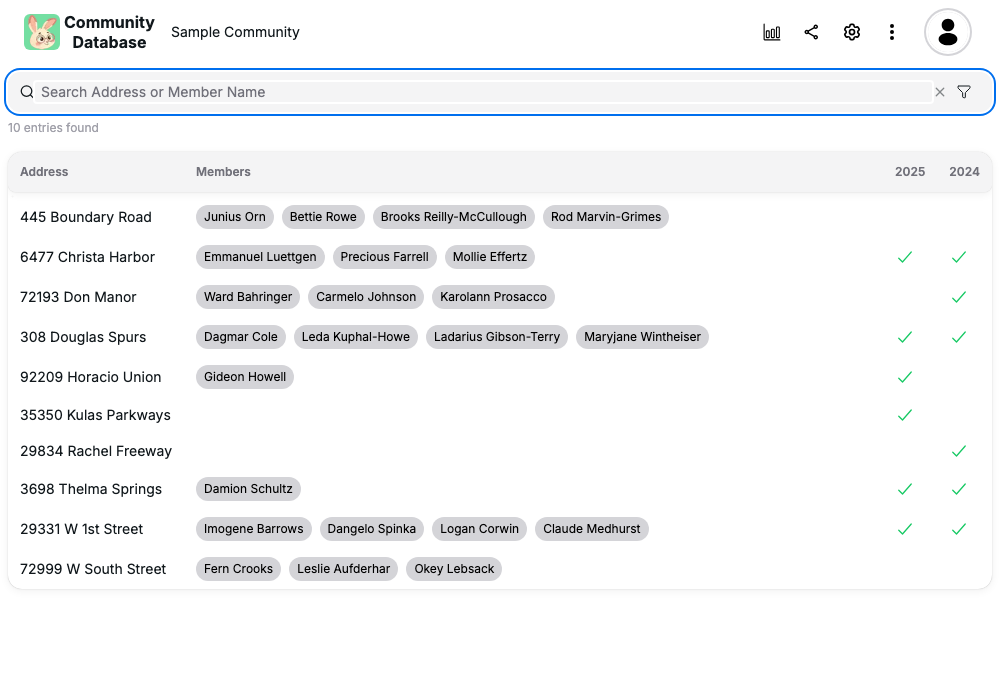 Community
Database
Sample Community
Search Address or Member Name
10 entries found
Address Members 2025 2024
445 Boundary Road Junius Orn Bettie Rowe Brooks Reilly-McCullough Rod Marvin-Grimes
6477 Christa Harbor Emmanuel Luettgen Precious Farrell Mollie Effertz
72193 Don Manor Ward Bahringer Carmelo Johnson Karolann Prosacco
308 Douglas Spurs Dagmar Cole Leda Kuphal-Howe Ladarius Gibson-Terry Maryjane Wintheiser
92209 Horacio Union Gideon Howell
35350 Kulas Parkways
29834 Rachel Freeway
3698 Thelma Springs Damion Schultz
29331 W 1st Street Imogene Barrows Dangelo Spinka Logan Corwin Claude Medhurst
72999 W South Street Fern Crooks Leslie Aufderhar Okey Lebsack